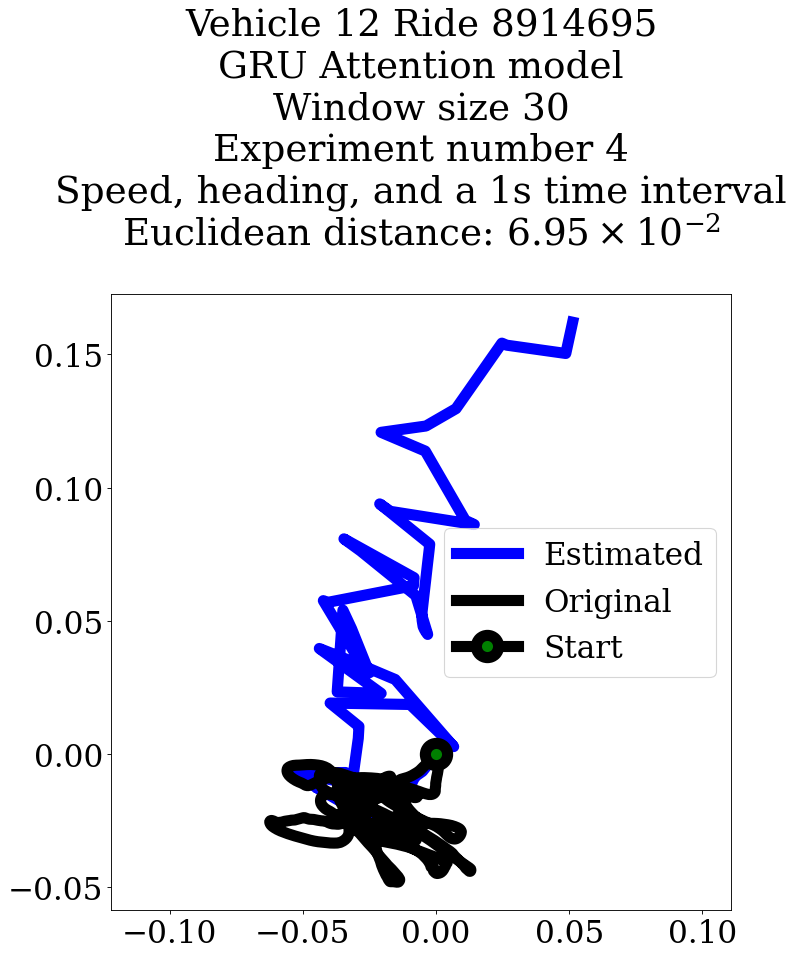 Vehicle 12 Ride 8914695
GRU Attention model
Window size 30
Experiment number 4
Speed, heading, and a 1s time interval
Euclidean distance: 6.95 × 10⁻²
0.15
0.10
0.05
0.00
−0.05
Estimated
Original
Start
−0.10 −0.05 0.00 0.05 0.10